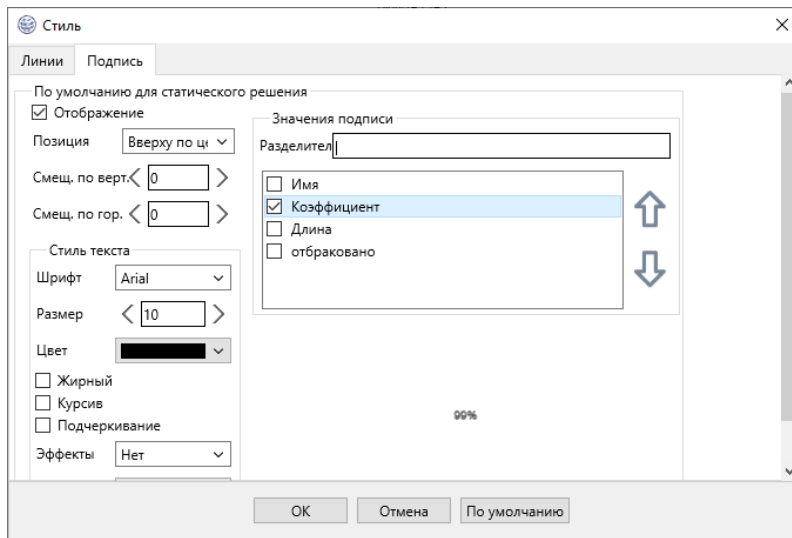 Стиль
Линии Подпись
По умолчанию для статического решения
Отображение
Позиция Вверху по це
Смещ. по верт. 0
Смещ. по гор. 0
Стиль текста
Шрифт Arial
Размер 10
Цвет
Жирный
Курсив
Подчеркивание
Эффекты Нет
Значения подписи
Разделител
Имя
Коэффициент
Длина
отбраковано
99%
ОК Отмена По умолчанию